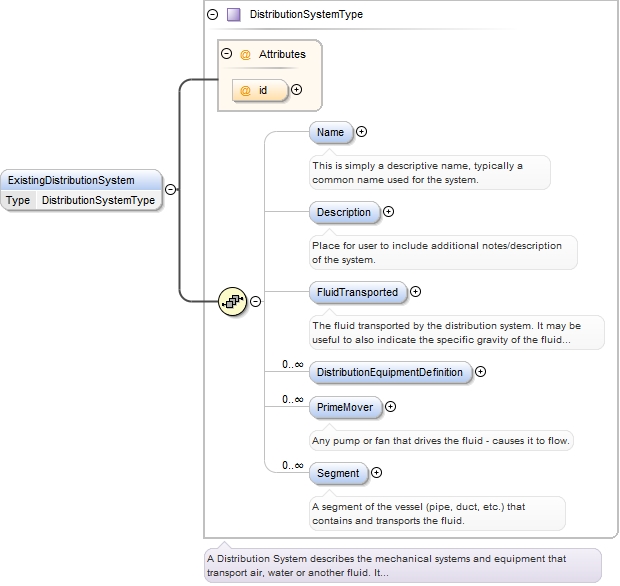 DistributionSystemType
@ Attributes
@ id
Name
This is simply a descriptive name, typically a
common name used for the system.
ExistingDistributionSystem
Type DistributionSystemType
Description
Place for user to include additional notes/description
of the system.
FluidTransported
The fluid transported by the distribution system. It may be
useful to also indicate the specific gravity of the fluid...
0..∞
DistributionEquipmentDefinition
0..∞
PrimeMover
Any pump or fan that drives the fluid - causes it to flow.
0..∞
Segment
A segment of the vessel (pipe, duct, etc.) that
contains and transports the fluid.
A Distribution System describes the mechanical systems and equipment that
transport air, water or another fluid. It...